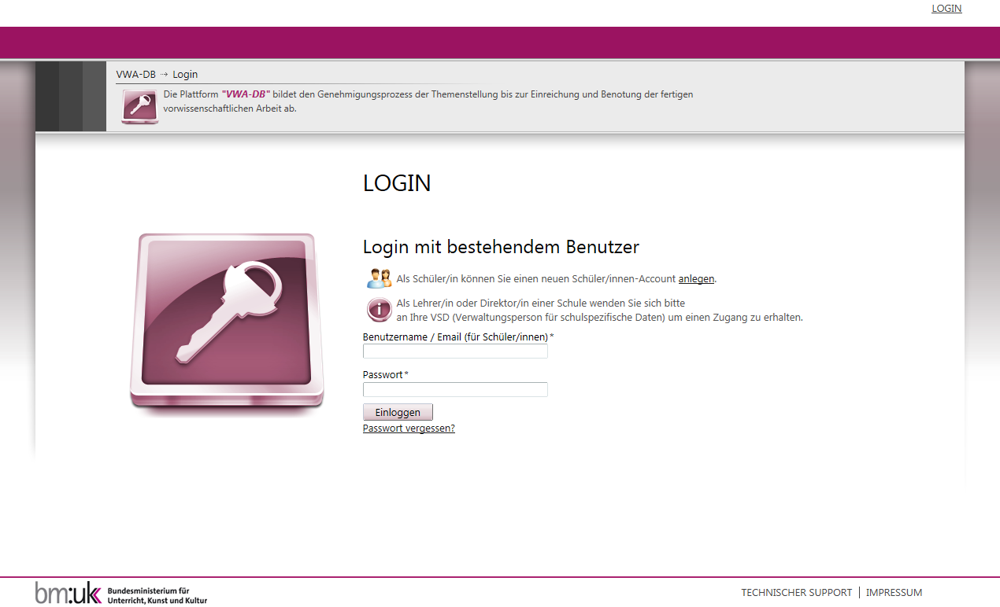 LOGIN
VWA-DB → Login
Die Plattform "VWA-DB" bildet den Genehmigungsprozess der Themenstellung bis zur Einreichung und Benotung der fertigen
vorwissenschaftlichen Arbeit ab.
LOGIN
Login mit bestehendem Benutzer
Als Schüler/in können Sie einen neuen Schüler/innen-Account anlegen.
Als Lehrer/in oder Direktor/in einer Schule wenden Sie sich bitte
an Ihre VSD (Verwaltungsperson für schulspezifische Daten) um einen Zugang zu erhalten.
Benutzername / Email (für Schüler/innen) *
Passwort *
Einloggen
Passwort vergessen?
bm:uk Bundesministerium für
Unterricht, Kunst und Kultur
TECHNISCHER SUPPORT | IMPRESSUM